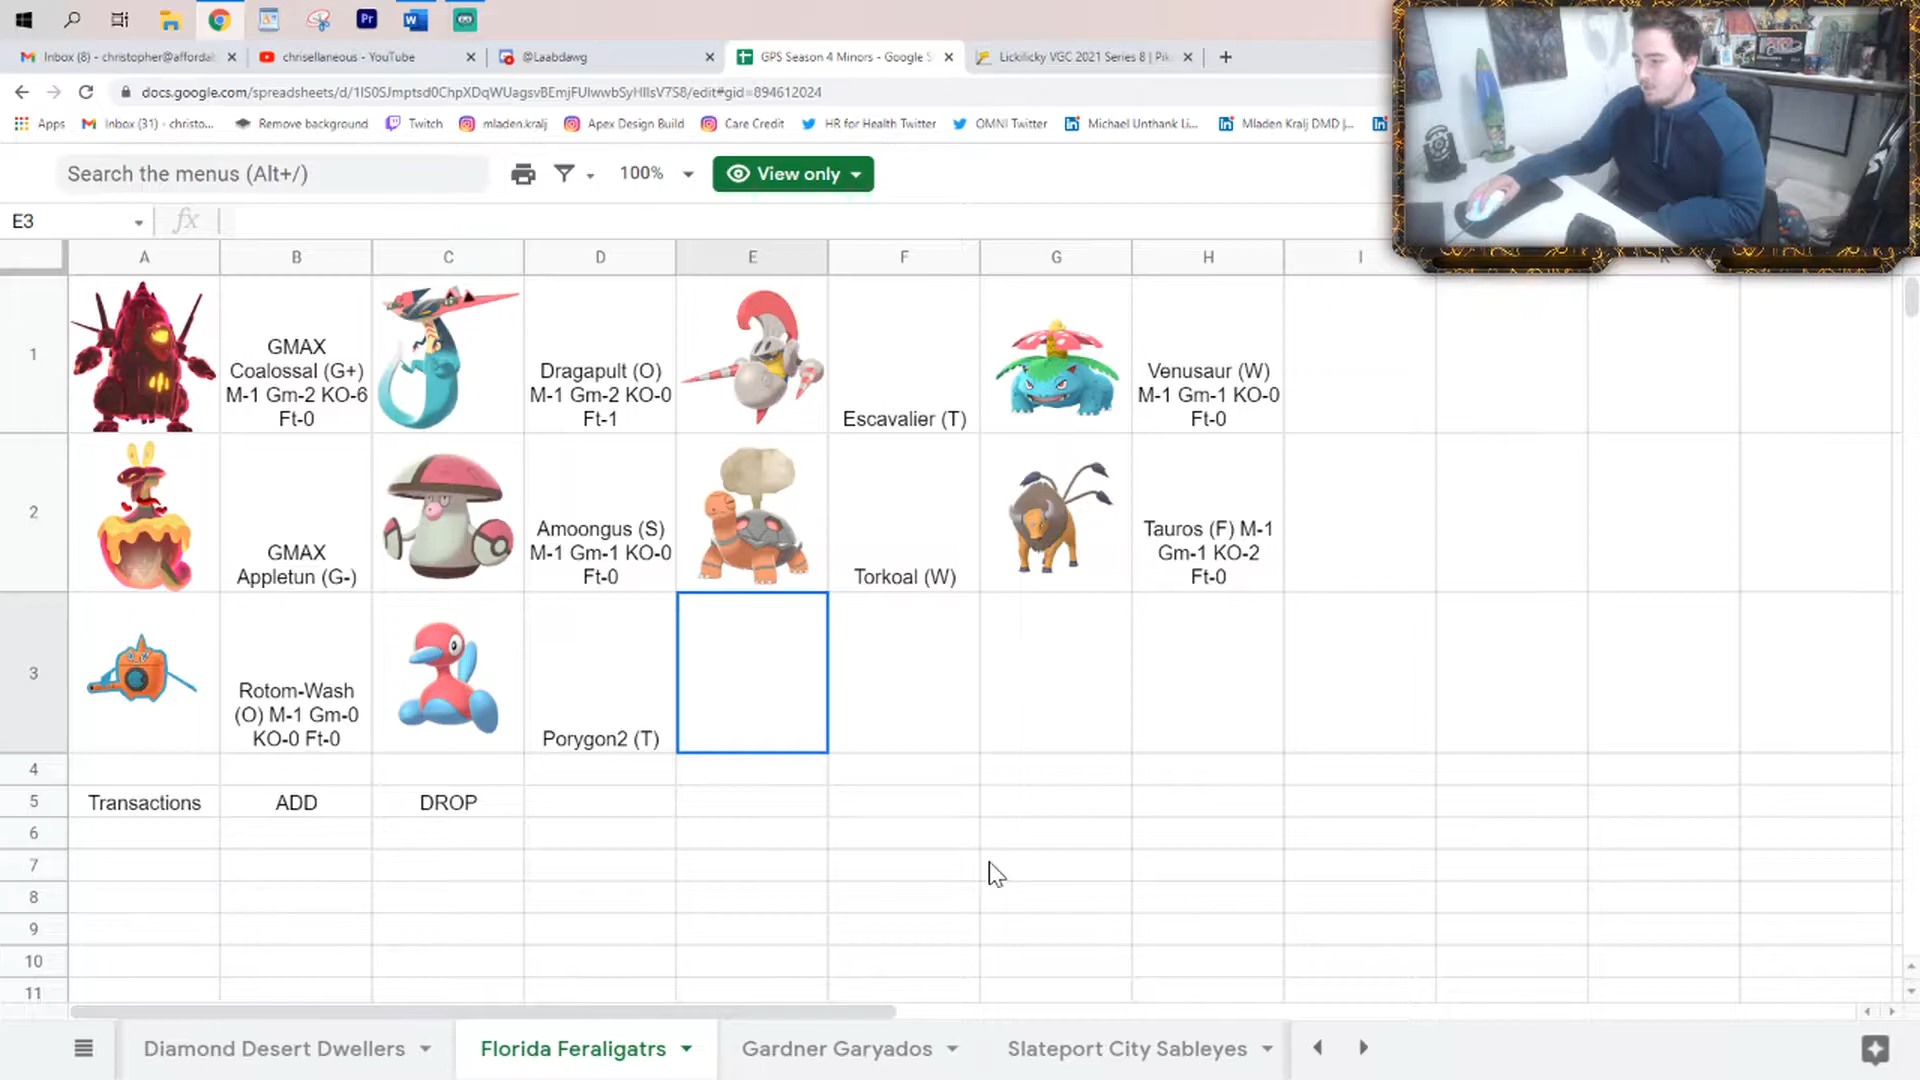 Inbox (8) - christopher@affordal
chrisellaneous - YouTube
@Laabdawg
GPS Season 4 Minors - Google S
Lickilicky VGC 2021 Series 8 | Pik
docs.google.com/spreadsheets/d/1IS0SJmptsd0ChpXDqWUagsvBEmjFUlwwbSyHlIsV7S8/edit#gid=894612024
Apps
Inbox (31) - christo...
Remove background
Twitch
mladen.kralj
Apex Design Build
Care Credit
HR for Health Twitter
OMNI Twitter
Michael Unthank Li...
Mladen Kralj DMD |...
Search the menus (Alt+/)
100%
View only
E3
fx
A B C D E F G H I
1
GMAX
Coalossal (G+)
M-1 Gm-2 KO-6
Ft-0
Dragapult (O)
M-1 Gm-2 KO-0
Ft-1
Escavalier (T)
Venusaur (W)
M-1 Gm-1 KO-0
Ft-0
2
GMAX
Appletun (G-)
Amoongus (S)
M-1 Gm-1 KO-0
Ft-0
Torkoal (W)
Tauros (F) M-1
Gm-1 KO-2
Ft-0
3
Rotom-Wash
(O) M-1 Gm-0
KO-0 Ft-0
Porygon2 (T)
4
5 Transactions ADD DROP
6
7
8
9
10
11
Diamond Desert Dwellers
Florida Feraligatrs
Gardner Garyados
Slateport City Sableyes